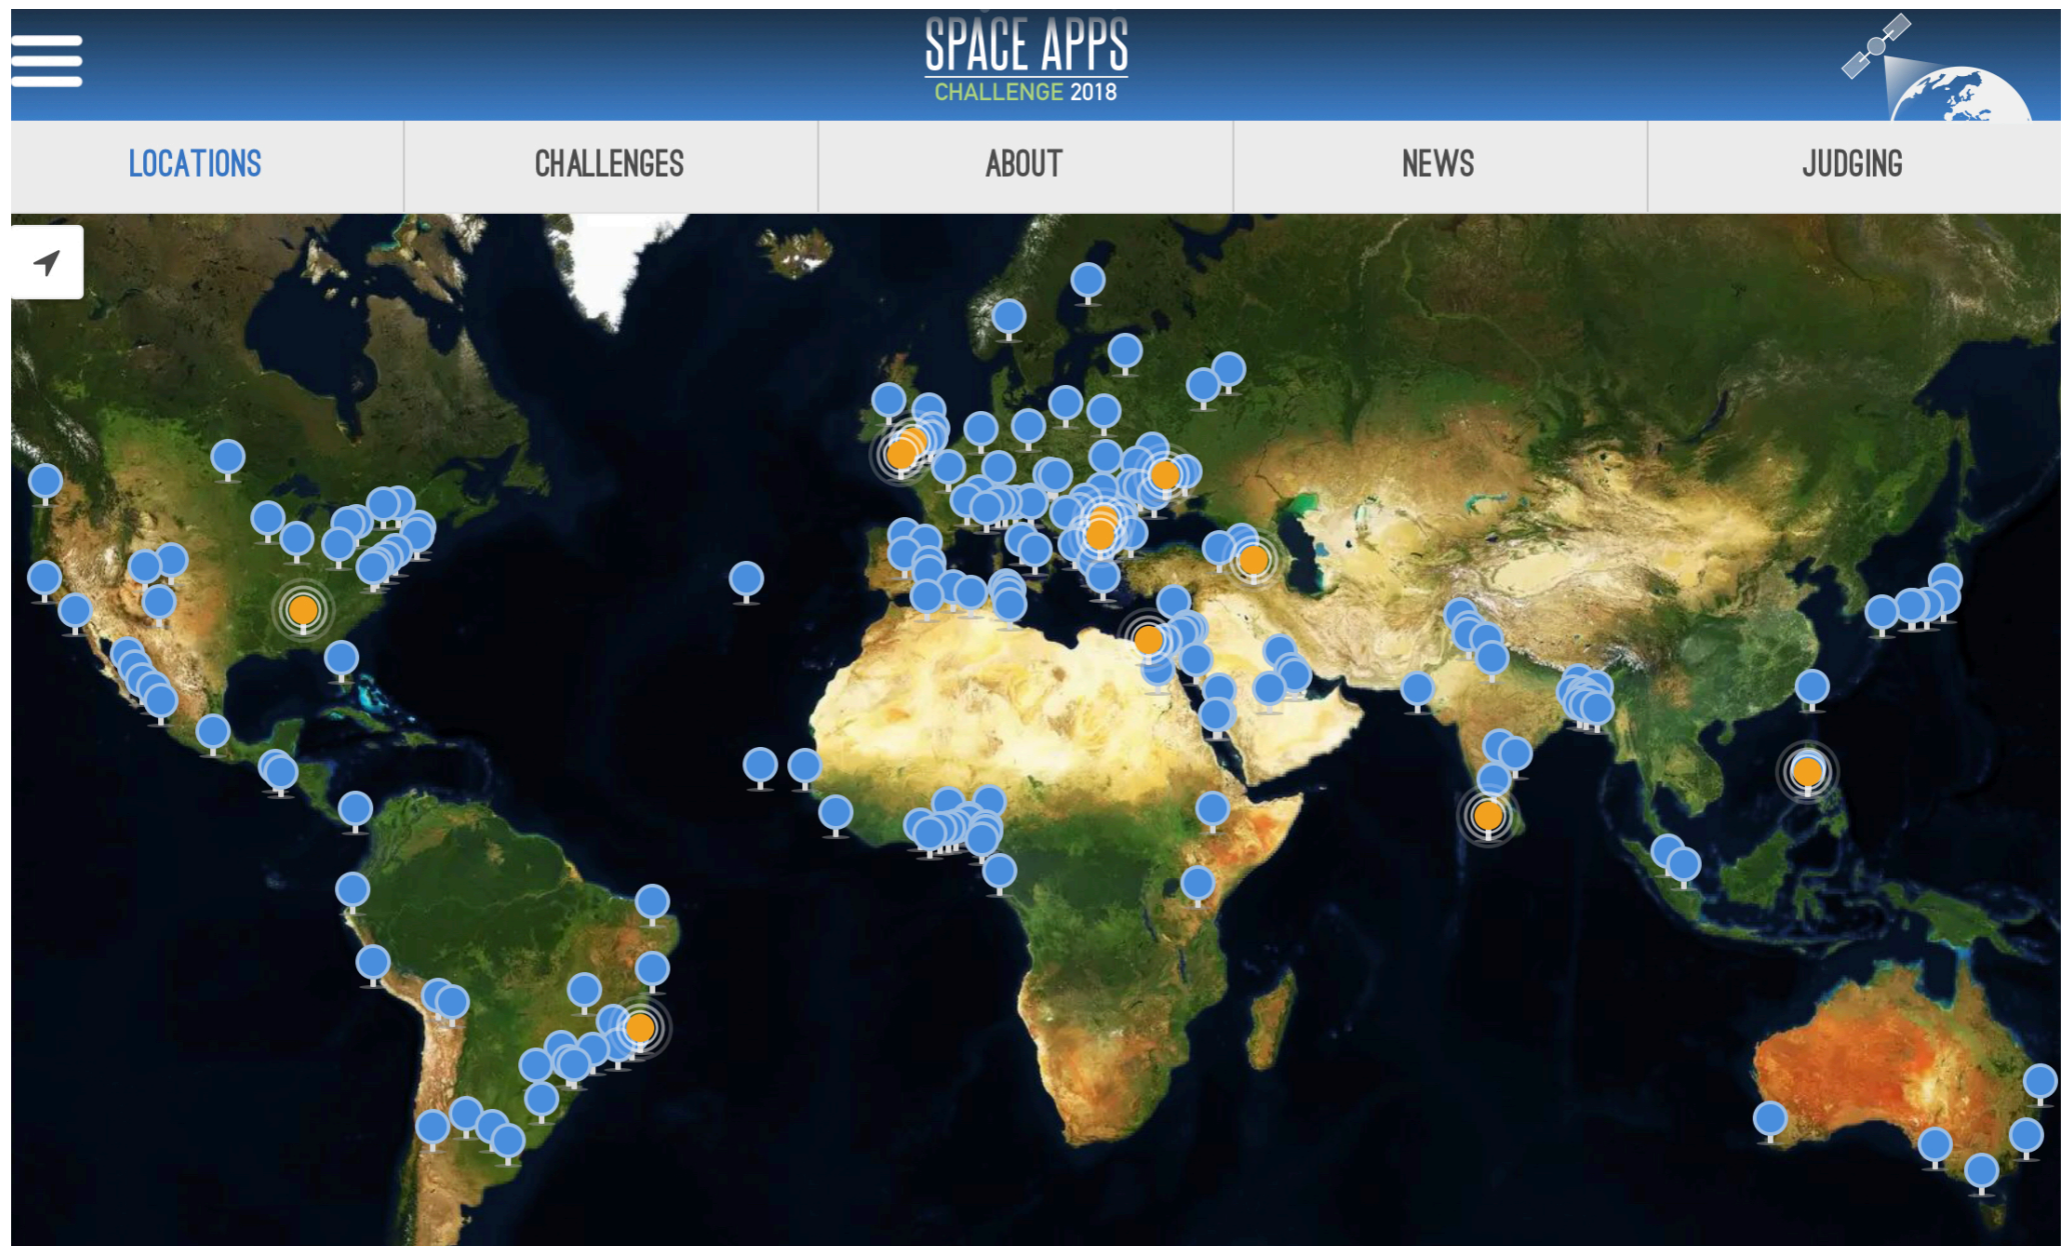 SPACE APPS
CHALLENGE 2018
LOCATIONS
CHALLENGES
ABOUT
NEWS
JUDGING